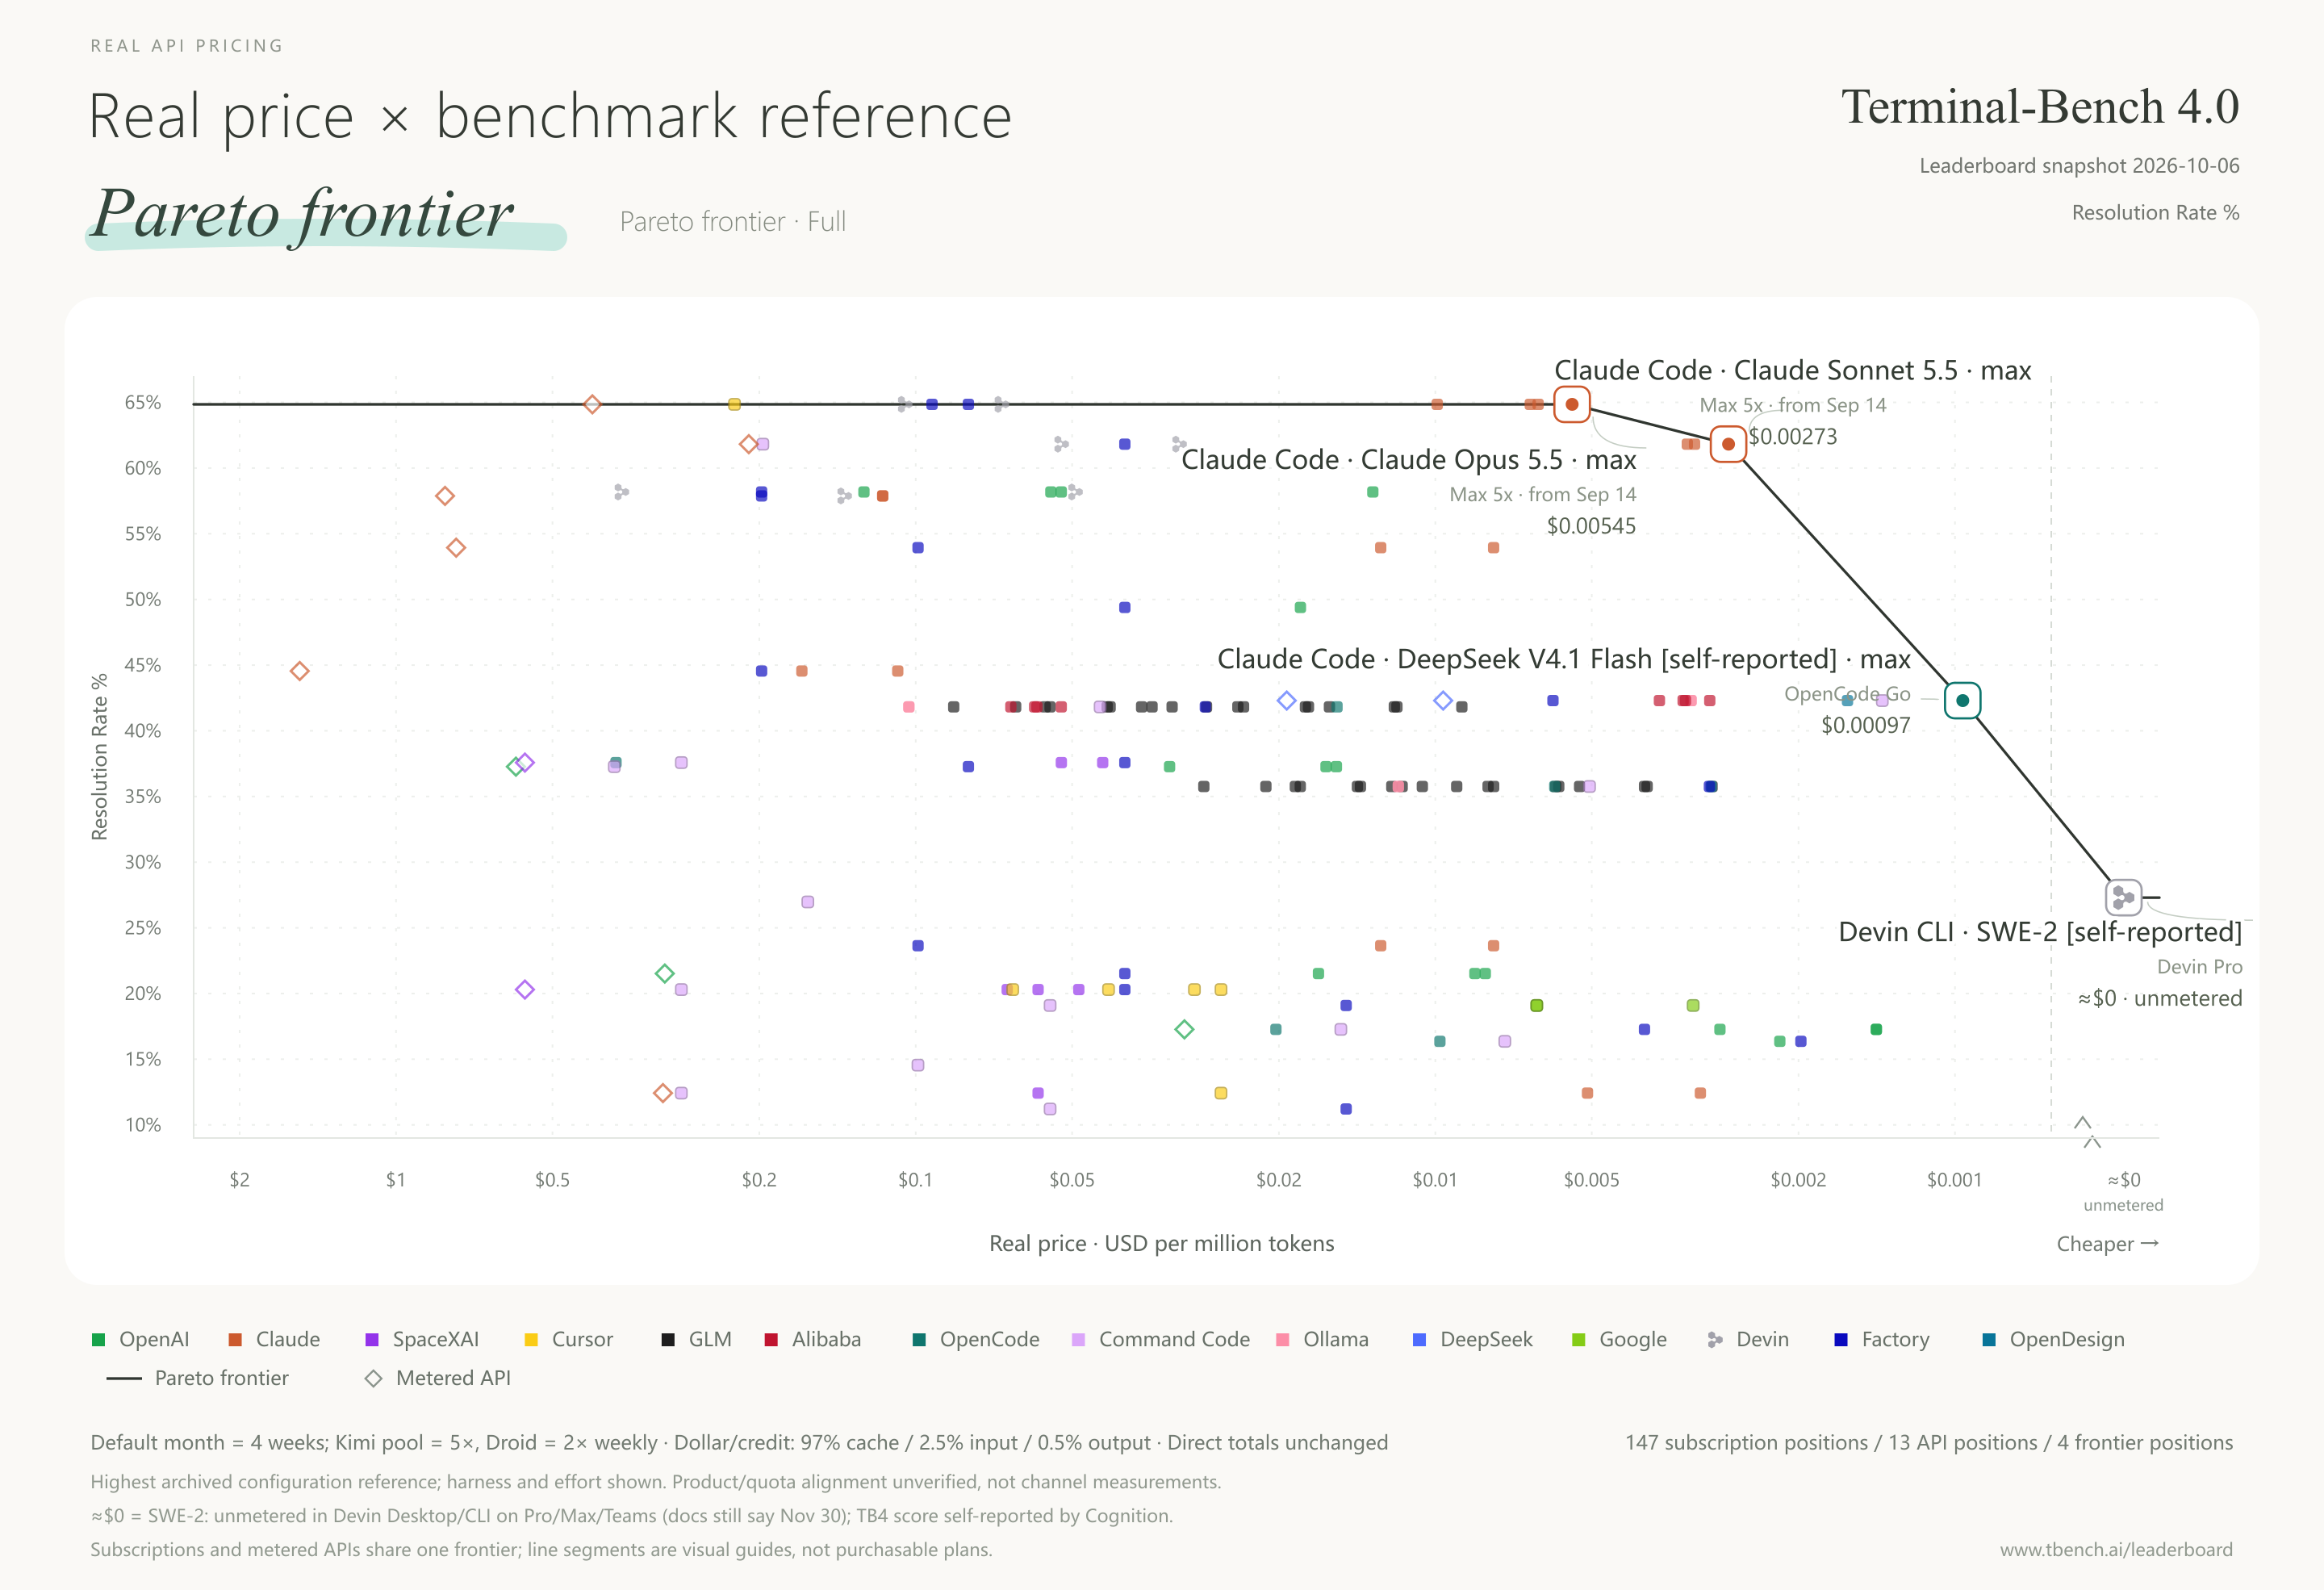 REAL API PRICING
Real price × benchmark reference
Pareto frontier
Pareto frontier · Full
Terminal-Bench 4.0
Leaderboard snapshot 2026-10-06
Resolution Rate %
Claude Code · Claude Sonnet 5.5 · max
Max 5x · from Sep 14
$0.00273
Claude Code · Claude Opus 5.5 · max
Max 5x · from Sep 14
$0.00545
Claude Code · DeepSeek V4.1 Flash [self-reported] · max
OpenCode Go
$0.00097
Devin CLI · SWE-2 [self-reported]
Devin Pro
≈$0 · unmetered
Resolution Rate %
65%
60%
55%
50%
45%
40%
35%
30%
25%
20%
15%
10%
$2 $1 $0.5 $0.2 $0.1 $0.05 $0.02 $0.01 $0.005 $0.002 $0.001 ≈$0
unmetered
Real price · USD per million tokens
Cheaper →
OpenAI Claude SpaceXAI Cursor GLM Alibaba OpenCode Command Code Ollama DeepSeek Google Devin Factory OpenDesign
Pareto frontier Metered API
Default month = 4 weeks; Kimi pool = 5×, Droid = 2× weekly · Dollar/credit: 97% cache / 2.5% input / 0.5% output · Direct totals unchanged
147 subscription positions / 13 API positions / 4 frontier positions
Highest archived configuration reference; harness and effort shown. Product/quota alignment unverified, not channel measurements.
≈$0 = SWE-2: unmetered in Devin Desktop/CLI on Pro/Max/Teams (docs still say Nov 30); TB4 score self-reported by Cognition.
Subscriptions and metered APIs share one frontier; line segments are visual guides, not purchasable plans.
www.tbench.ai/leaderboard